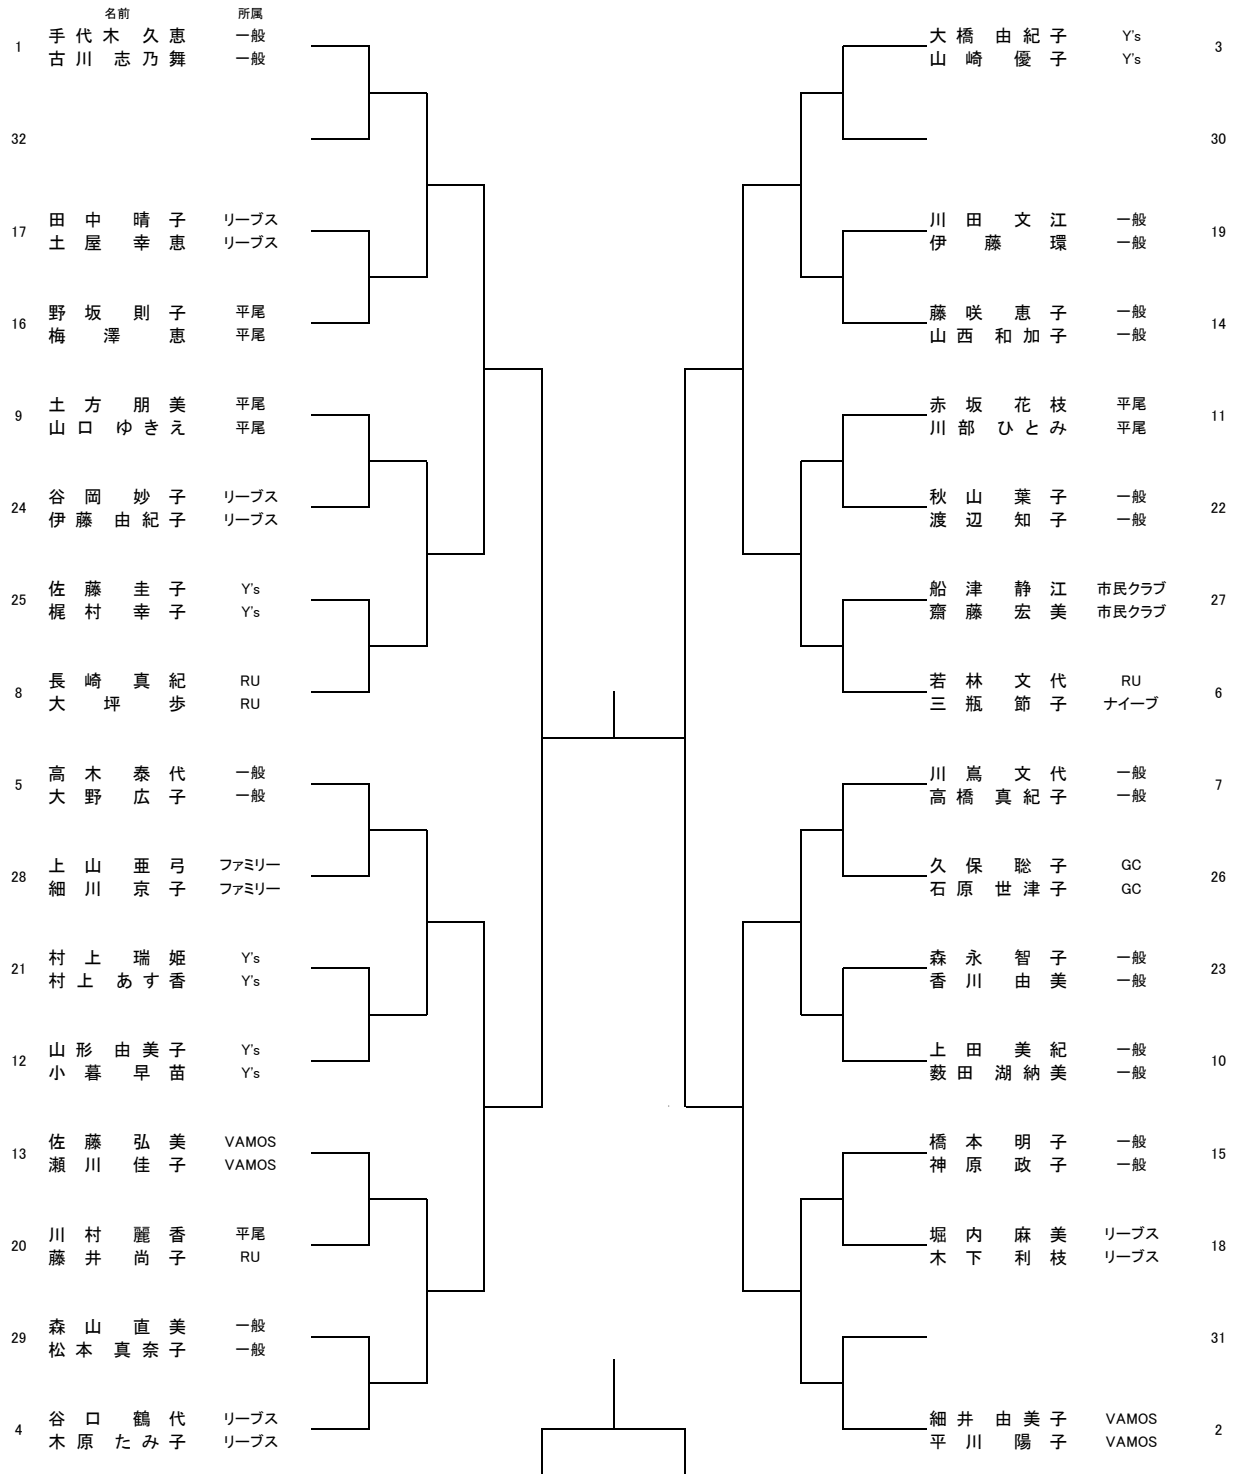 名前 所属
手代木 久恵 一般
1
古川 志乃舞 一般
32
田中 晴子 リーブス
17
土屋 幸恵 リーブス
野坂 則子 平尾
16
梅澤 恵 平尾
土方 朋美 平尾
9
山口 ゆきえ 平尾
谷岡 妙子 リーブス
24
伊藤 由紀子 リーブス
佐藤 圭子 Y's
25
梶村 幸子 Y's
長崎 真紀 RU
8
大坪 歩 RU
高木 泰代 一般
5
大野 広子 一般
上山 亜弓 ファミリー
28
細川 京子 ファミリー
村上 瑞姫 Y's
21
村上 あす香 Y's
山形 由美子 Y's
12
小暮 早苗 Y's
佐藤 弘美 VAMOS
13
瀬川 佳子 VAMOS
川村 麗香 平尾
20
藤井 尚子 RU
森山 直美 一般
29
松本 真奈子 一般
谷口 鶴代 リーブス
4
木原 たみ子 リーブス
大橋 由紀子 Y's
3
山崎 優子 Y's
30
川田 文江 一般
19
伊藤 環 一般
藤咲 恵子 一般
14
山西 和加子 一般
赤坂 花枝 平尾
11
川部 ひとみ 平尾
秋山 葉子 一般
22
渡辺 知子 一般
船津 静江 市民クラブ
27
齋藤 宏美 市民クラブ
若林 文代 RU
6
三瓶 節子 ナイーブ
川嶌 文代 一般
7
高橋 真紀子 一般
久保 聡子 GC
26
石原 世津子 GC
森永 智子 一般
23
香川 由美 一般
上田 美紀 一般
10
薮田 湖納美 一般
橋本 明子 一般
15
神原 政子 一般
堀内 麻美 リーブス
18
木下 利枝 リーブス
31
細井 由美子 VAMOS
2
平川 陽子 VAMOS